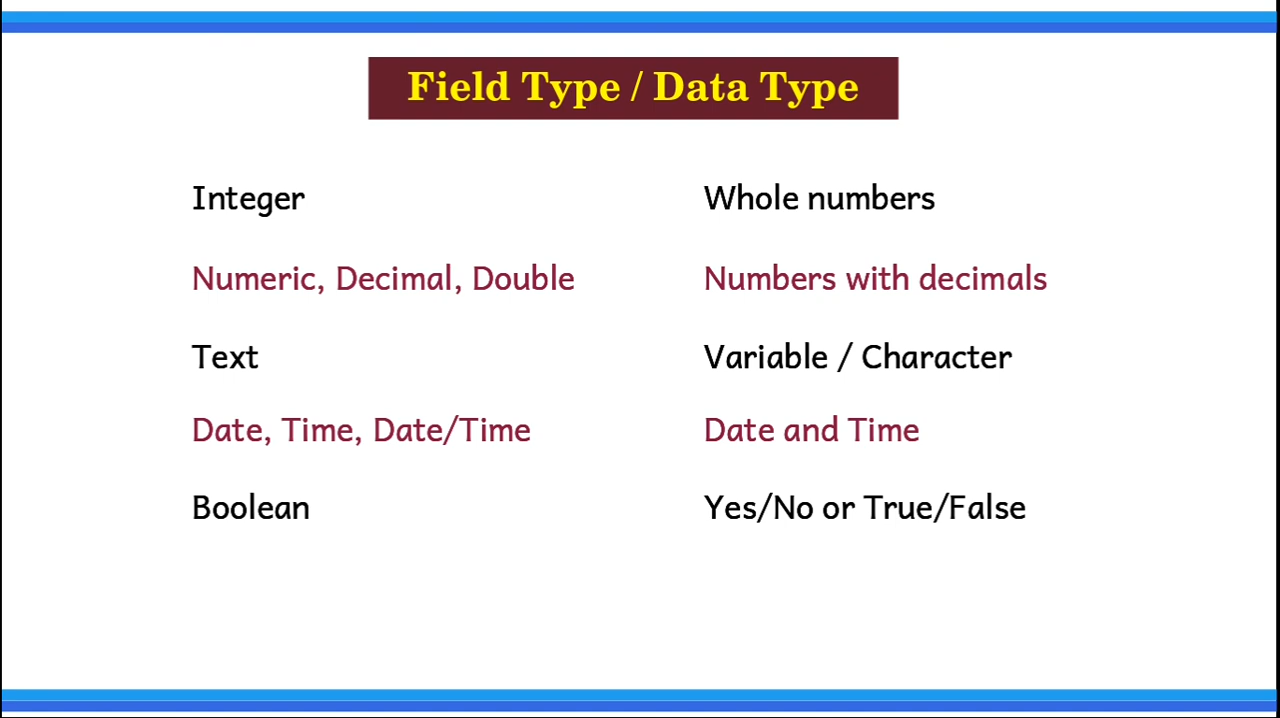 Field Type / Data Type
Integer Whole numbers
Numeric, Decimal, Double Numbers with decimals
Text Variable / Character
Date, Time, Date/Time Date and Time
Boolean Yes/No or True/False